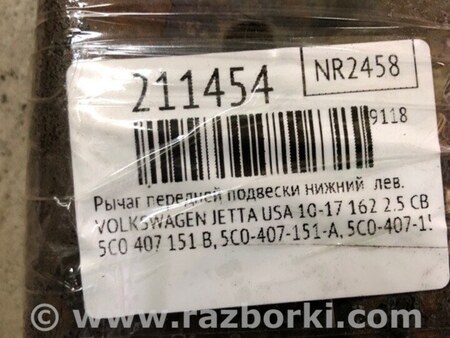 211454
NR2458
9118
Рычаг передней подвески нижний лев.
VOLKSWAGEN JETTA USA 10-17 162 2.5 CB
5C0 407 151 B, 5C0-407-151-A, 5C0-407-15
© www.razborki.com